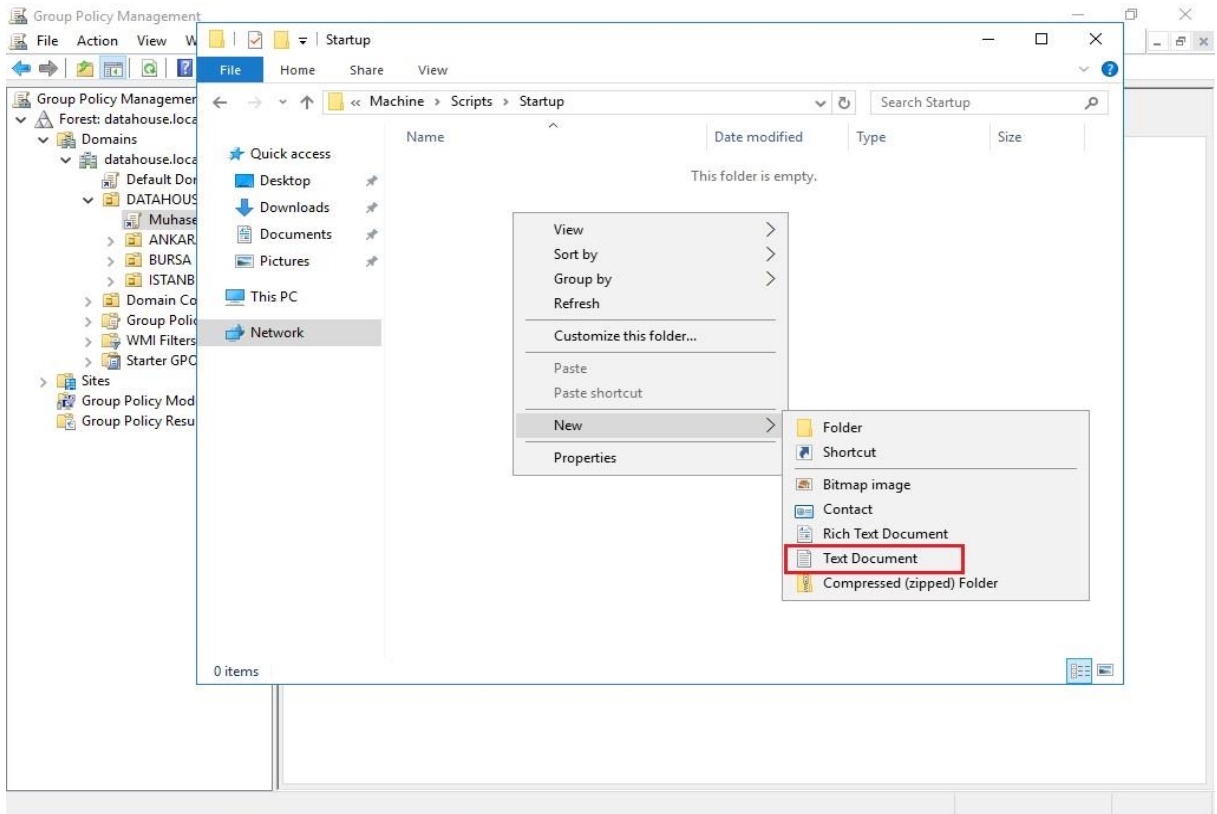 Group Policy Management
File Action View W
Startup
File Home Share View
« Machine > Scripts > Startup
Search Startup
Group Policy Managemer
Forest: datahouse.loca
Domains
datahouse.loca
Default Dor
DATAHOUS
Muhase
ANKAR
BURSA
ISTANB
Domain Co
Group Polic
WMI Filters
Starter GPO
Sites
Group Policy Mod
Group Policy Resu
Quick access
Desktop
Downloads
Documents
Pictures
This PC
Network
Name Date modified Type Size
This folder is empty.
View
Sort by
Group by
Refresh
Customize this folder...
Paste
Paste shortcut
New
Properties
Folder
Shortcut
Bitmap image
Contact
Rich Text Document
Text Document
Compressed (zipped) Folder
0 items